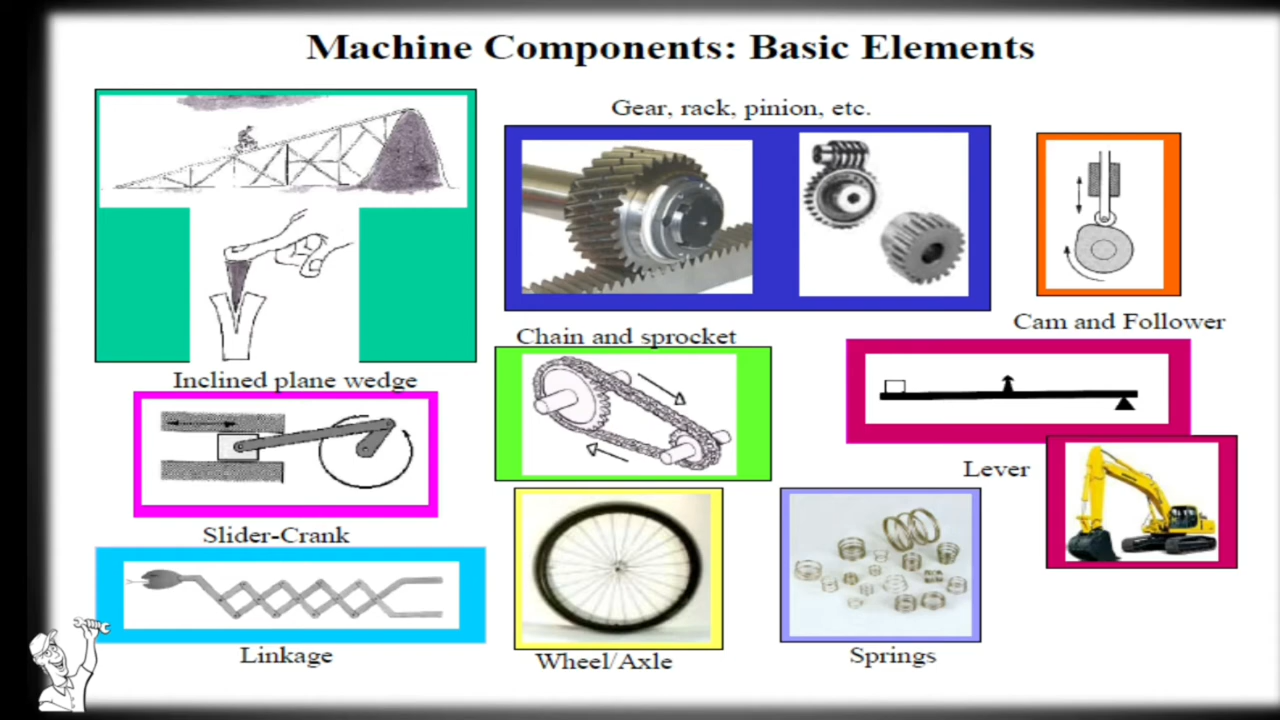 Machine Components: Basic Elements
Gear, rack, pinion, etc.
Cam and Follower
Chain and sprocket
Inclined plane wedge
Lever
Slider-Crank
Linkage
Wheel/Axle
Springs